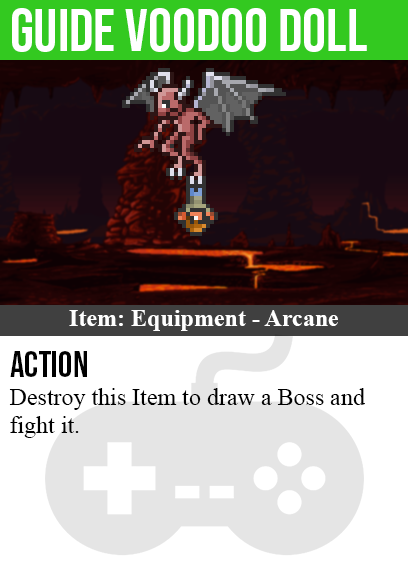 GUIDE VOODOO DOLL
Item: Equipment - Arcane
ACTION
Destroy this Item to draw a Boss and
fight it.